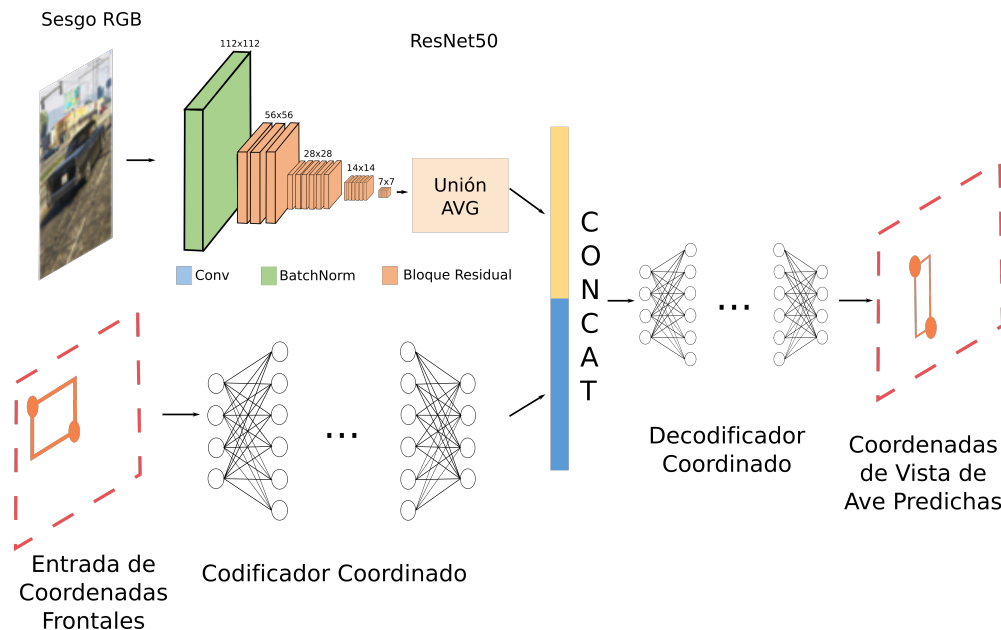 Sesgo RGB
ResNet50
112x112
56x56
28x28
14x14
7x7
Unión
AVG
Conv
BatchNorm
Bloque Residual
C
O
N
C
A
T
...
...
Entrada de
Coordenadas
Frontales
Codificador Coordinado
Decodificador
Coordinado
Coordenadas
de Vista de
Ave Predichas